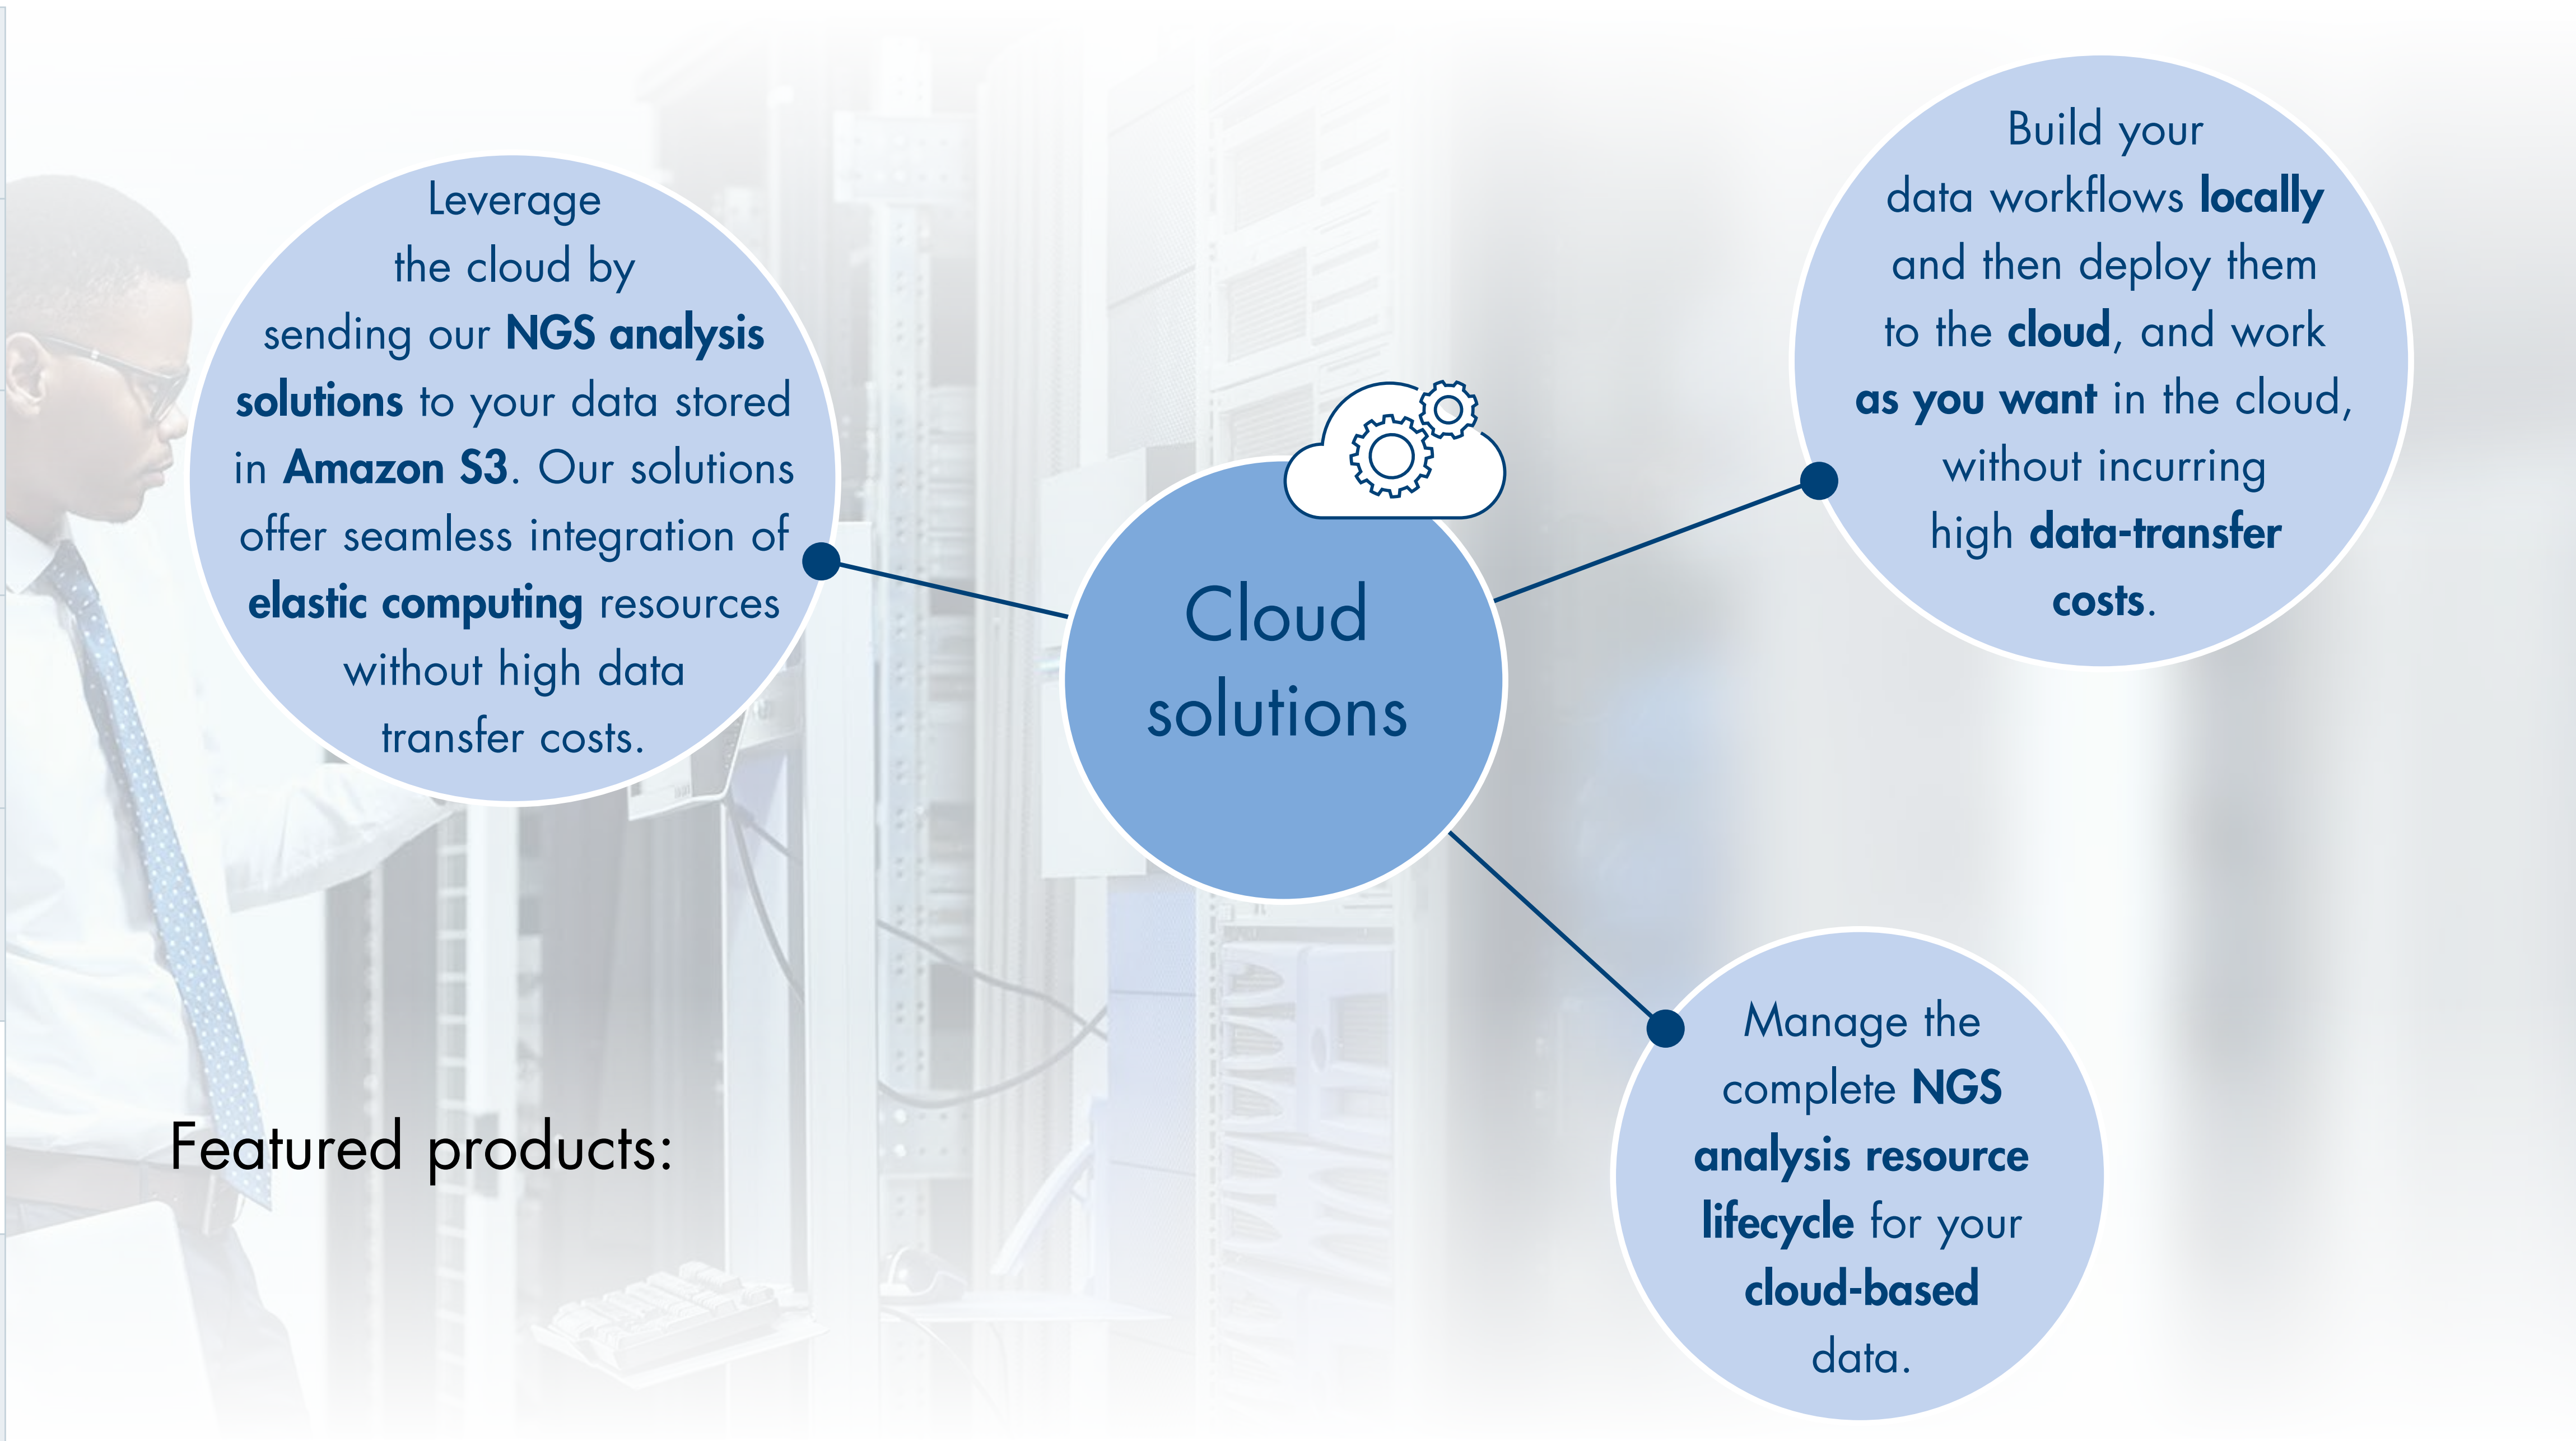 Leverage
the cloud by
sending our NGS analysis
solutions to your data stored
in Amazon S3. Our solutions
offer seamless integration of
elastic computing resources
without high data
transfer costs.
Cloud
solutions
Build your
data workflows locally
and then deploy them
to the cloud, and work
as you want in the cloud,
without incurring
high data-transfer
costs.
Manage the
complete NGS
analysis resource
lifecycle for your
cloud-based
data.
Featured products: